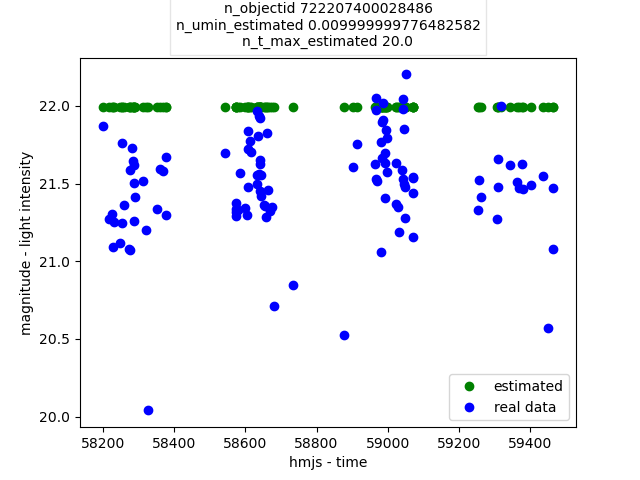 n_objectid 722207400028486
n_umin_estimated 0.009999999776482582
n_t_max_estimated 20.0
magnitude - light intensity
22.0
21.5
21.0
20.5
20.0
58200 58400 58600 58800 59000 59200 59400
hmjs - time
estimated
real data